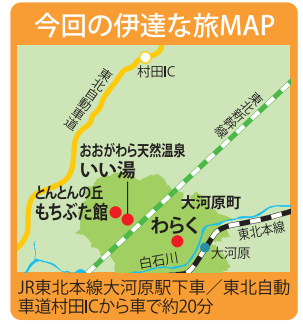 今回の伊達な旅MAP
村田IC
東北自動車道
東北新幹線
おおがわら天然温泉
いい湯
とんとんの丘
もちぶた館
大河原町
わらく
東北本線
大河原
白石川
JR東北本線大河原駅下車／東北自動
車道村田ICから車で約20分